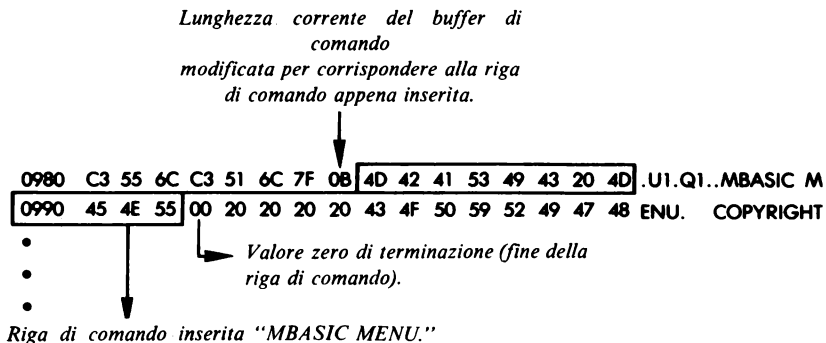 Lunghezza corrente del buffer di
comando
modificata per corrispondere alla riga
di comando appena inserita.
0980 C3 55 6C C3 51 6C 7F 0B 4D 42 41 53 49 43 20 4D .U1.Q1..MBASIC M
0990 45 4E 55 00 20 20 20 20 43 4F 50 59 52 49 47 48 ENU. COPYRIGHT
Valore zero di terminazione (fine della
riga di comando).
Riga di comando inserita "MBASIC MENU."